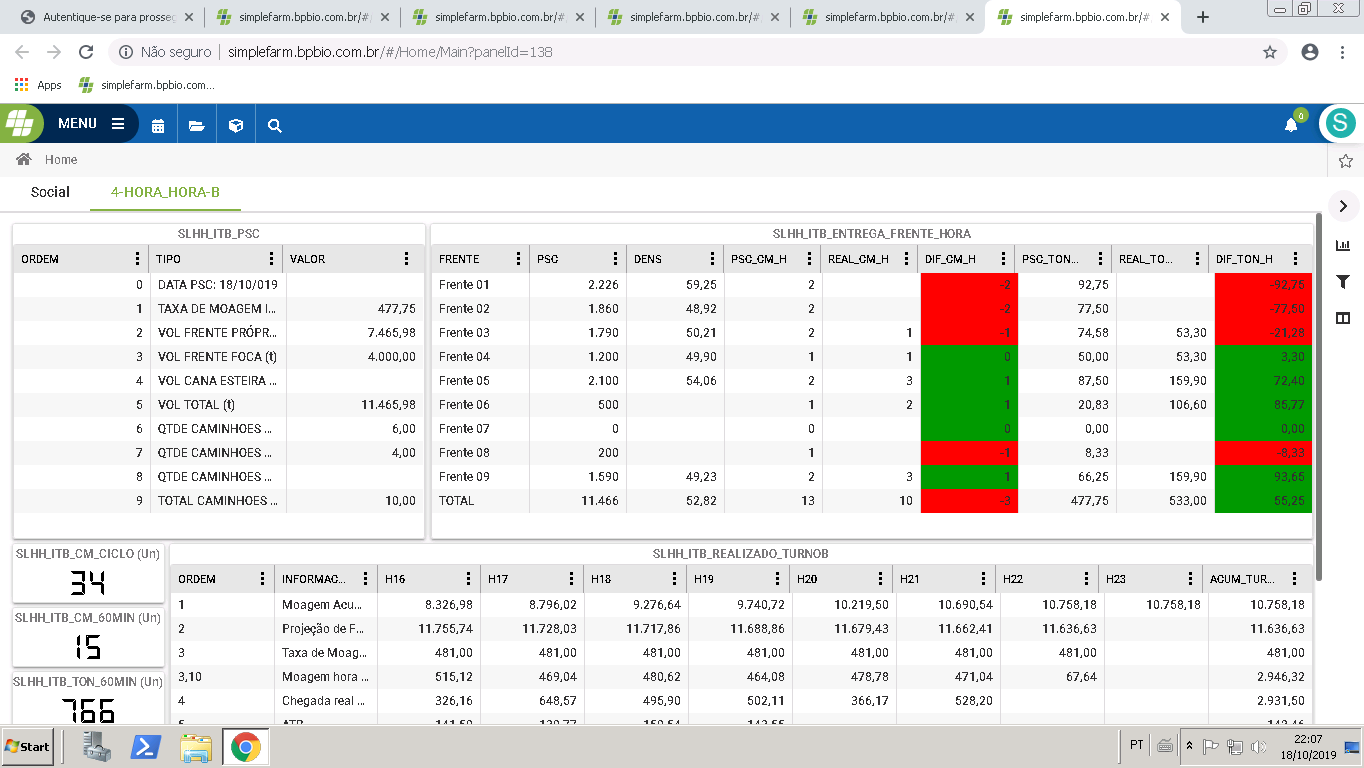 Autentique-se para prosse
simplefarm.bpbio.com.br/#
simplefarm.bpbio.com.br/#
simplefarm.bpbio.com.br/#
simplefarm.bpbio.com.br/#
simplefarm.bpbio.com.br/#
Não seguro simplefarm.bpbio.com.br/#/Home/Main?panelId=138
Apps simplefarm.bpbio.com...
MENU 0 S
Home
Social 4-HORA_HORA-B
SLHH_ITB_PSC
ORDEM TIPO VALOR
0 DATA PSC: 18/10/019
1 TAXA DE MOAGEM I... 477,75
2 VOL FRENTE PRÓPR... 7.465,98
3 VOL FRENTE FOCA (t) 4.000,00
4 VOL CANA ESTEIRA ...
5 VOL TOTAL (t) 11.465,98
6 QTDE CAMINHOES ... 6,00
7 QTDE CAMINHOES ... 4,00
8 QTDE CAMINHOES ...
9 TOTAL CAMINHOES ... 10,00
SLHH_ITB_ENTREGA_FRENTE_HORA
FRENTE PSC DENS PSC_CM_H REAL_CM_H DIF_CM_H PSC_TON... REAL_TO... DIF_TON_H
Frente 01 2.226 59,25 2 -2 92,75 -92,75
Frente 02 1.860 48,92 2 -2 77,50 -77,50
Frente 03 1.790 50,21 2 1 -1 74,58 53,30 -21,28
Frente 04 1.200 49,90 1 1 0 50,00 53,30 3,30
Frente 05 2.100 54,06 2 3 1 87,50 159,90 72,40
Frente 06 500 1 2 1 20,83 106,60 85,77
Frente 07 0 0 0 0,00 0,00
Frente 08 200 1 -1 8,33 -8,33
Frente 09 1.590 49,23 2 3 1 66,25 159,90 93,65
TOTAL 11.466 52,82 13 10 -3 477,75 533,00 55,25
SLHH_ITB_CM_CICLO (Un)
34
SLHH_ITB_CM_60MIN (Un)
15
SLHH_ITB_TON_60MIN (Un)
766
SLHH_ITB_REALIZADO_TURNOB
ORDEM INFORMAC... H16 H17 H18 H19 H20 H21 H22 H23 ACUM_TUR...
1 Moagem Acu... 8.326,98 8.796,02 9.276,64 9.740,72 10.219,50 10.690,54 10.758,18 10.758,18 10.758,18
2 Projeção de F... 11.755,74 11.728,03 11.717,86 11.688,86 11.679,43 11.662,41 11.636,63 11.636,63
3 Taxa de Moag... 481,00 481,00 481,00 481,00 481,00 481,00 481,00 481,00
3,10 Moagem hora ... 515,12 469,04 480,62 464,08 478,78 471,04 67,64 2.946,32
4 Chegada real ... 326,16 648,57 495,90 502,11 366,17 528,20 2.931,50
Start PT 22:07
18/10/2019